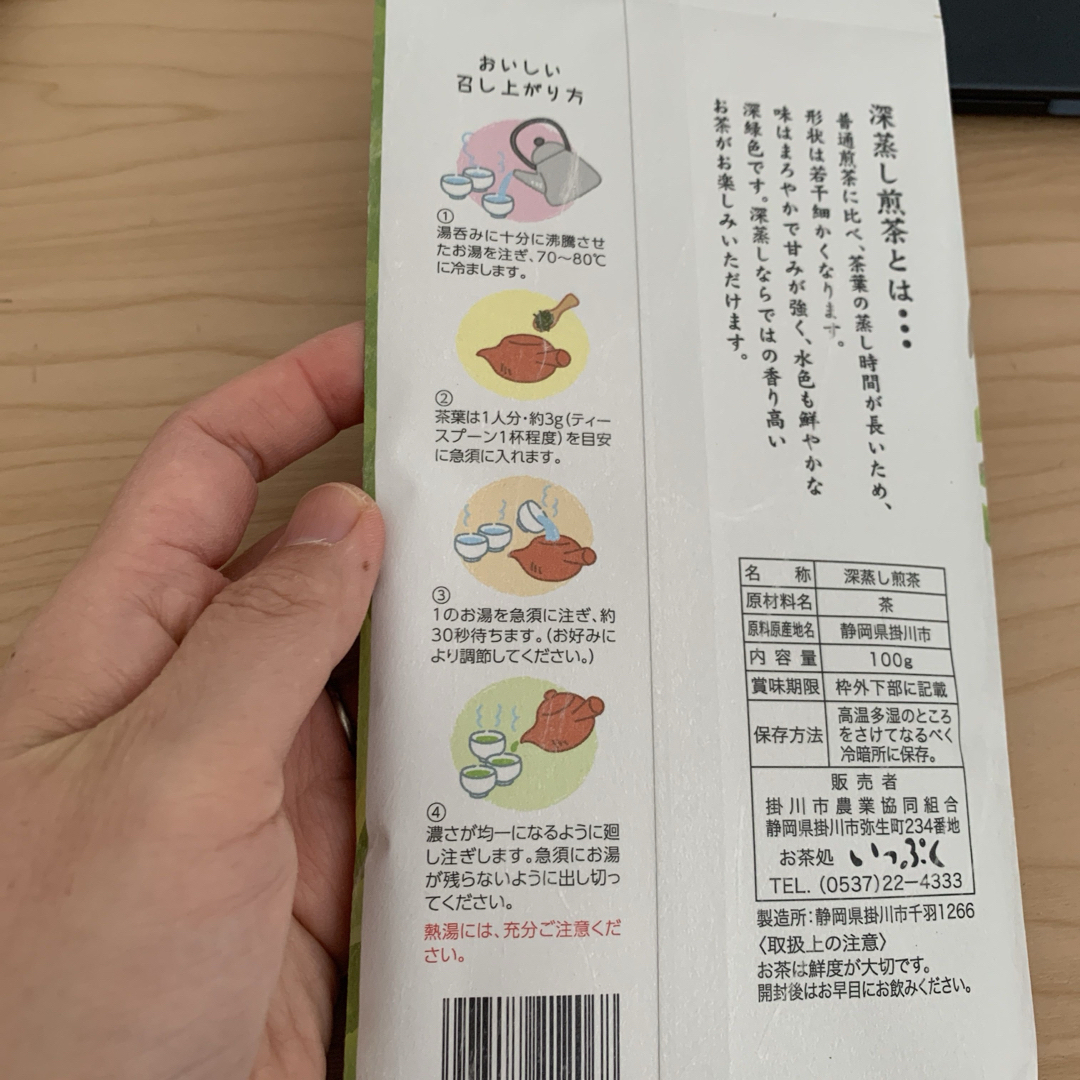 おいしい
召し上がり方
①
湯呑みに十分に沸騰させ
たお湯を注ぎ、70〜80℃
に冷まします。
②
茶葉は1人分・約3g(ティー
スプーン1杯程度)を目安
に急須に入れます。
③
1のお湯を急須に注ぎ、約
30秒待ちます。(お好みに
より調節してください。)
④
濃さが均一になるように廻
し注ぎします。急須にお湯
が残らないように出し切っ
てください。
熱湯には、充分ご注意くだ
さい。
深蒸し煎茶とは…
普通煎茶に比べ、茶葉の蒸し時間が長いため、
形状は若干細かくなります。
味はまろやかで甘みが強く、水色も鮮やかな
深緑色です。深蒸しならではの香り高い
お茶がお楽しみいただけます。
名称 深蒸し煎茶
原材料名 茶
原料原産地名 静岡県掛川市
内容量 100g
賞味期限 枠外下部に記載
保存方法 高温多湿のところ
をさけてなるべく
冷暗所に保存。
販売者
掛川市農業協同組合
静岡県掛川市弥生町234番地
お茶処 いっぷく
TEL. (0537)22-4333
製造所:静岡県掛川市千羽1266
〈取扱上の注意〉
お茶は鮮度が大切です。
開封後はお早目にお飲みください。